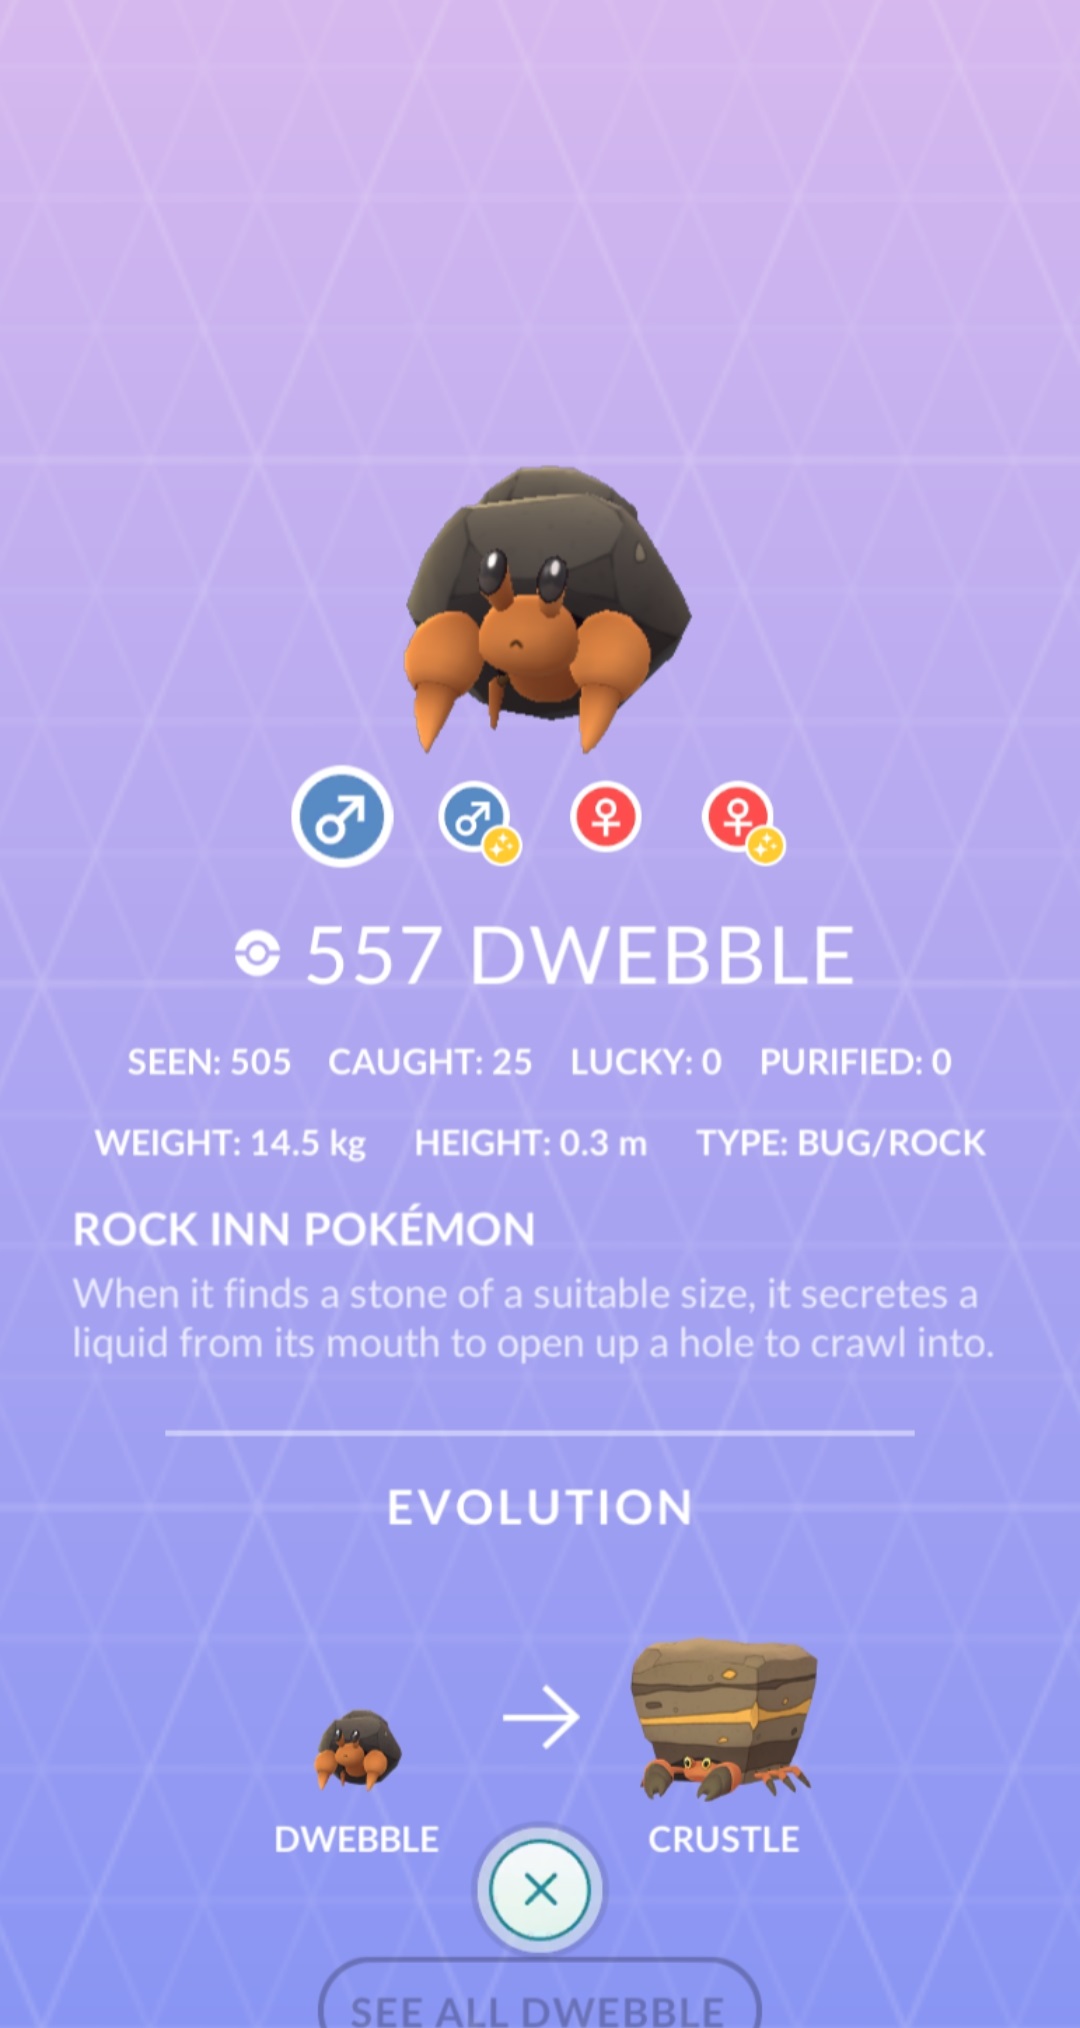 557 DWEBBLE
SEEN: 505 CAUGHT: 25 LUCKY: 0 PURIFIED: 0
WEIGHT: 14.5 kg HEIGHT: 0.3 m TYPE: BUG/ROCK
ROCK INN POKÉMON
When it finds a stone of a suitable size, it secretes a
liquid from its mouth to open up a hole to crawl into.
EVOLUTION
DWEBBLE CRUSTLE
SEE ALL DWEBBLE